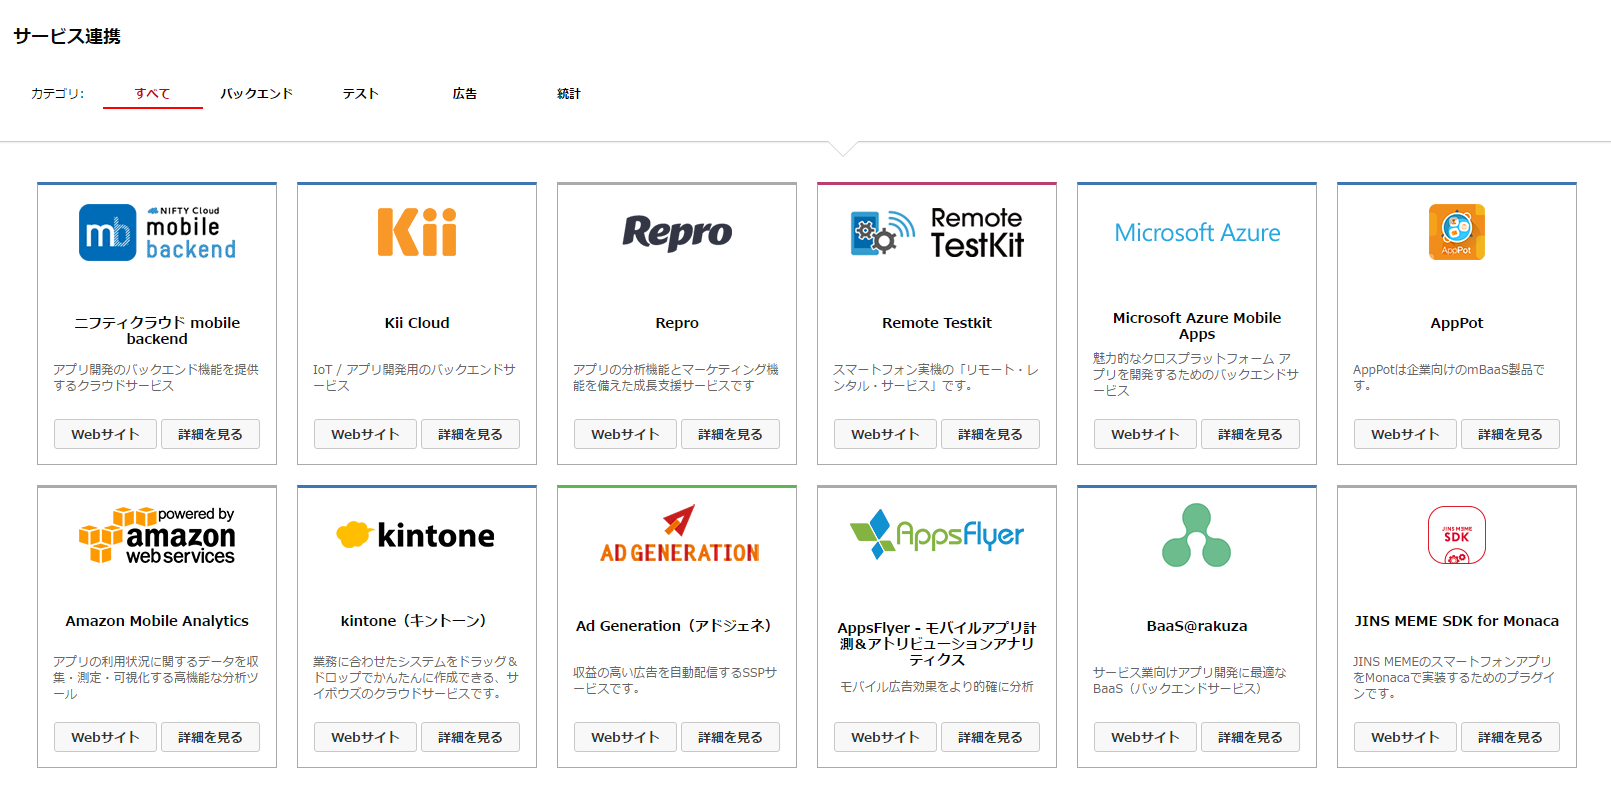 サービス連携
カテゴリ: すべて バックエンド テスト 広告 統計
NIFTY Cloud
mobile
backend
mb
ニフティクラウド mobile
backend
アプリ開発のバックエンド機能を提供
するクラウドサービス
Webサイト 詳細を見る
Kii
Kii Cloud
IoT / アプリ開発用のバックエンドサ
ービス
Webサイト 詳細を見る
Repro
Repro
アプリの分析機能とマーケティング機
能を備えた成長支援サービスです
Webサイト 詳細を見る
Remote
TestKit
Remote Testkit
スマートフォン実機の「リモート・レ
ンタル・サービス」です。
Webサイト 詳細を見る
Microsoft Azure
Microsoft Azure Mobile
Apps
魅力的なクロスプラットフォーム ア
プリを開発するためのバックエンドサ
ービス
Webサイト 詳細を見る
AppPot
AppPot
AppPotは企業向けのmBaaS製品で
す。
Webサイト 詳細を見る
powered by
amazon
web services
Amazon Mobile Analytics
アプリの利用状況に関するデータを収
集・測定・可視化する高機能な分析ツ
ール
Webサイト 詳細を見る
kintone
kintone（キントーン）
業務に合わせたシステムをドラッグ＆
ドロップでかんたんに作成できる、サ
イボウズのクラウドサービスです。
Webサイト 詳細を見る
AD GENERATION
Ad Generation（アドジェネ）
収益の高い広告を自動配信するSSPサ
ービスです。
Webサイト 詳細を見る
AppsFlyer
AppsFlyer - モバイルアプリ計
測＆アトリビューションアナリ
ティクス
モバイル広告効果をより的確に分析
Webサイト 詳細を見る
BaaS@rakuza
サービス業向けアプリ開発に最適な
BaaS（バックエンドサービス）
Webサイト 詳細を見る
JINS MEME
SDK
JINS MEME SDK for Monaca
JINS MEMEのスマートフォンアプリ
をMonacaで実装するためのプラグイ
ンです。
Webサイト 詳細を見る